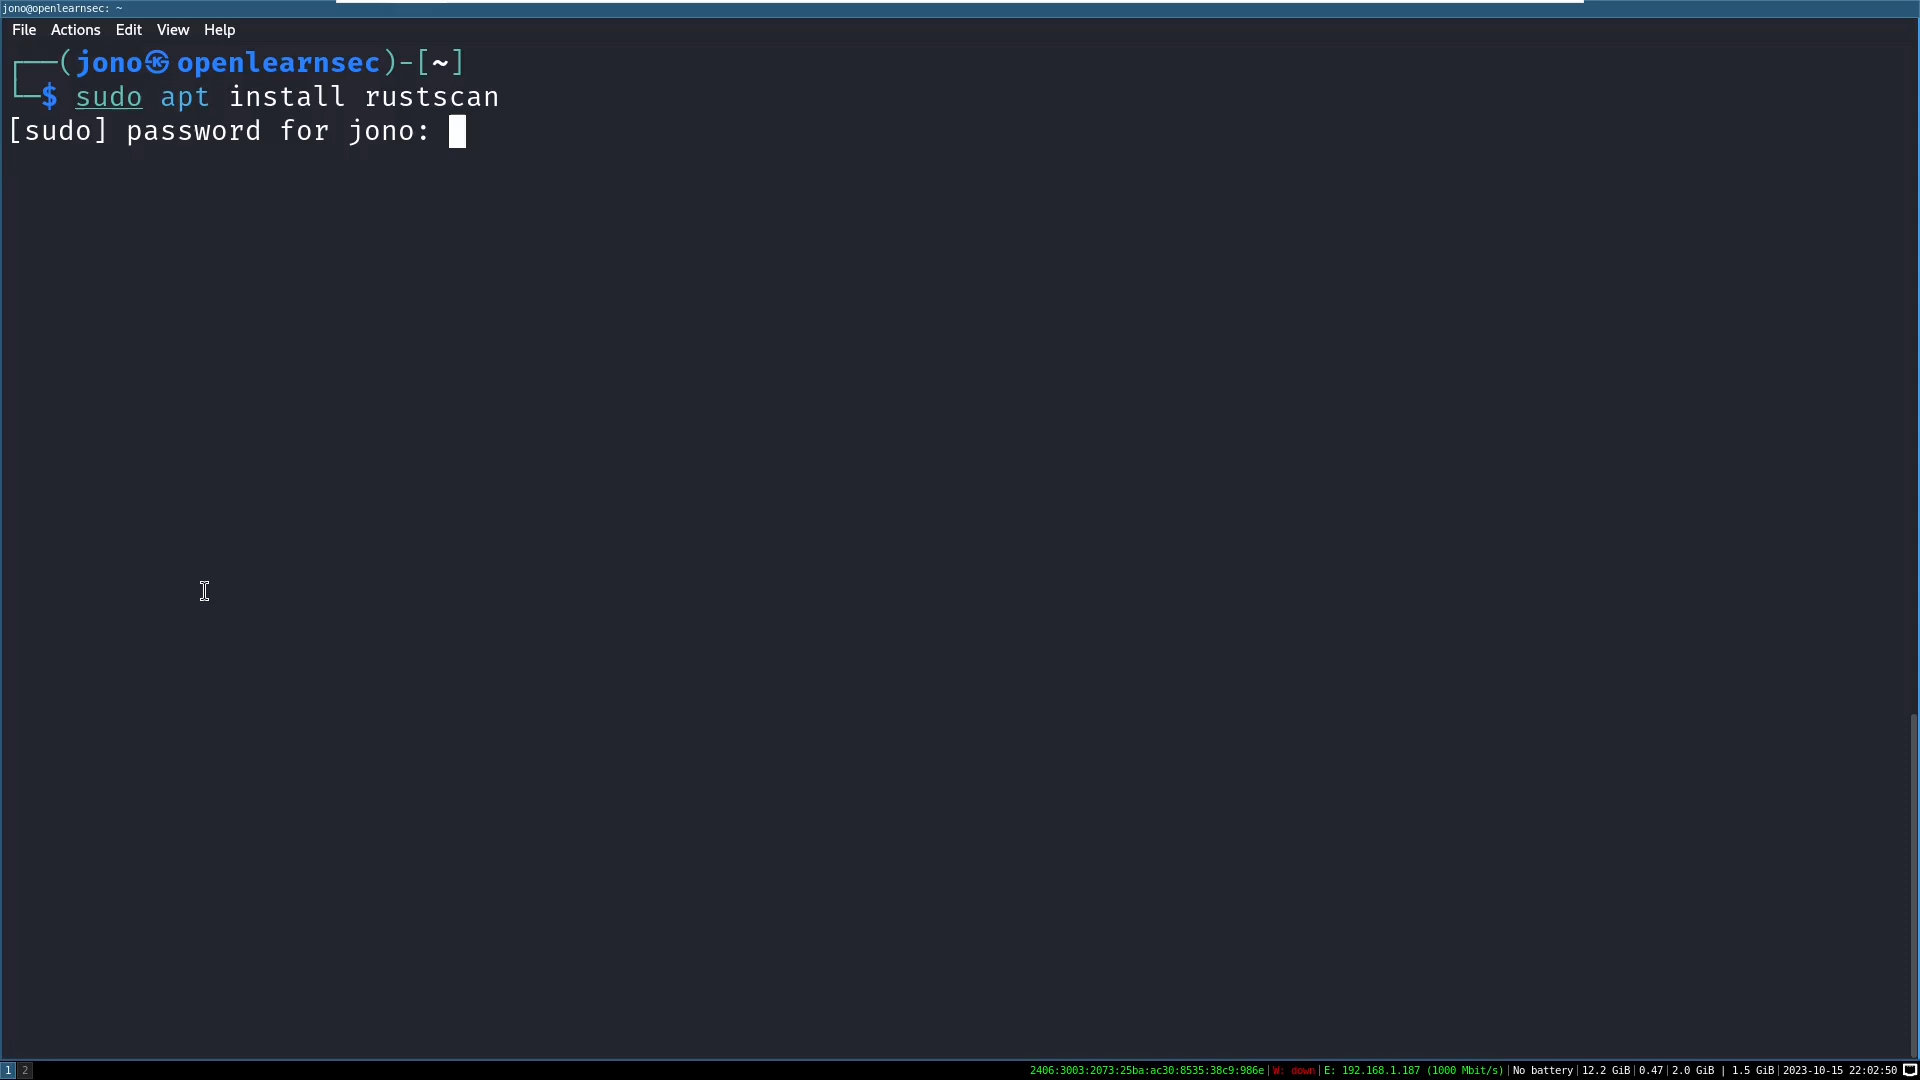 jono@openlearnsec: ~
File Actions Edit View Help
┌──(jono㉿openlearnsec)-[~]
└─$ sudo apt install rustscan
[sudo] password for jono:
1 2 2406:3003:2073:25ba:ac30:8535:38c9:986e|W: down|E: 192.168.1.187 (1000 Mbit/s)|No battery|12.2 GiB|0.47|2.0 GiB | 1.5 GiB|2023-10-15 22:02:50